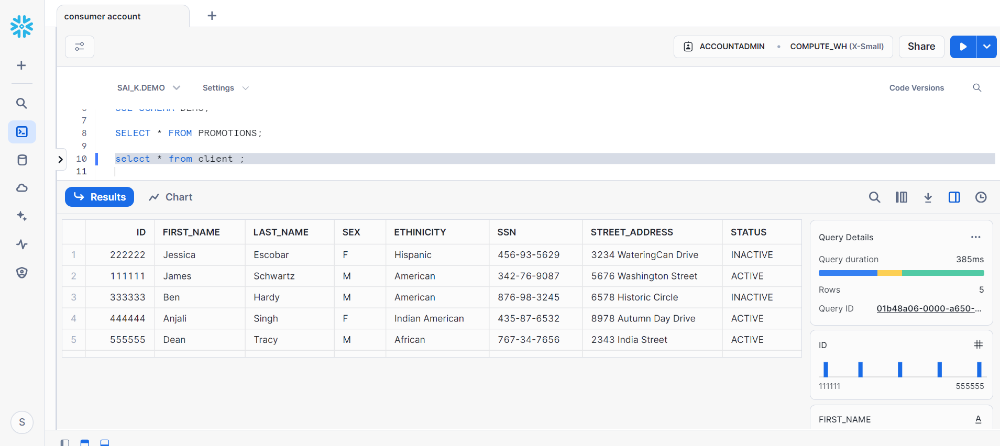 consumer account
ACCOUNTADMIN • COMPUTE_WH (X-Small)
Share
SAI_K.DEMO
Settings
Code Versions
7
8 SELECT * FROM PROMOTIONS;
9
10 select * from client ;
11
Results
Chart
ID FIRST_NAME LAST_NAME SEX ETHINICITY SSN STREET_ADDRESS STATUS
1 222222 Jessica Escobar F Hispanic 456-93-5629 3234 WateringCan Drive INACTIVE
2 111111 James Schwartz M American 342-76-9087 5676 Washington Street ACTIVE
3 333333 Ben Hardy M American 876-98-3245 6578 Historic Circle INACTIVE
4 444444 Anjali Singh F Indian American 435-87-6532 8978 Autumn Day Drive ACTIVE
5 555555 Dean Tracy M African 767-34-7656 2343 India Street ACTIVE
Query Details
Query duration 385ms
Rows 5
Query ID 01b48a06-0000-a650-...
ID
111111 555555
FIRST_NAME A
S